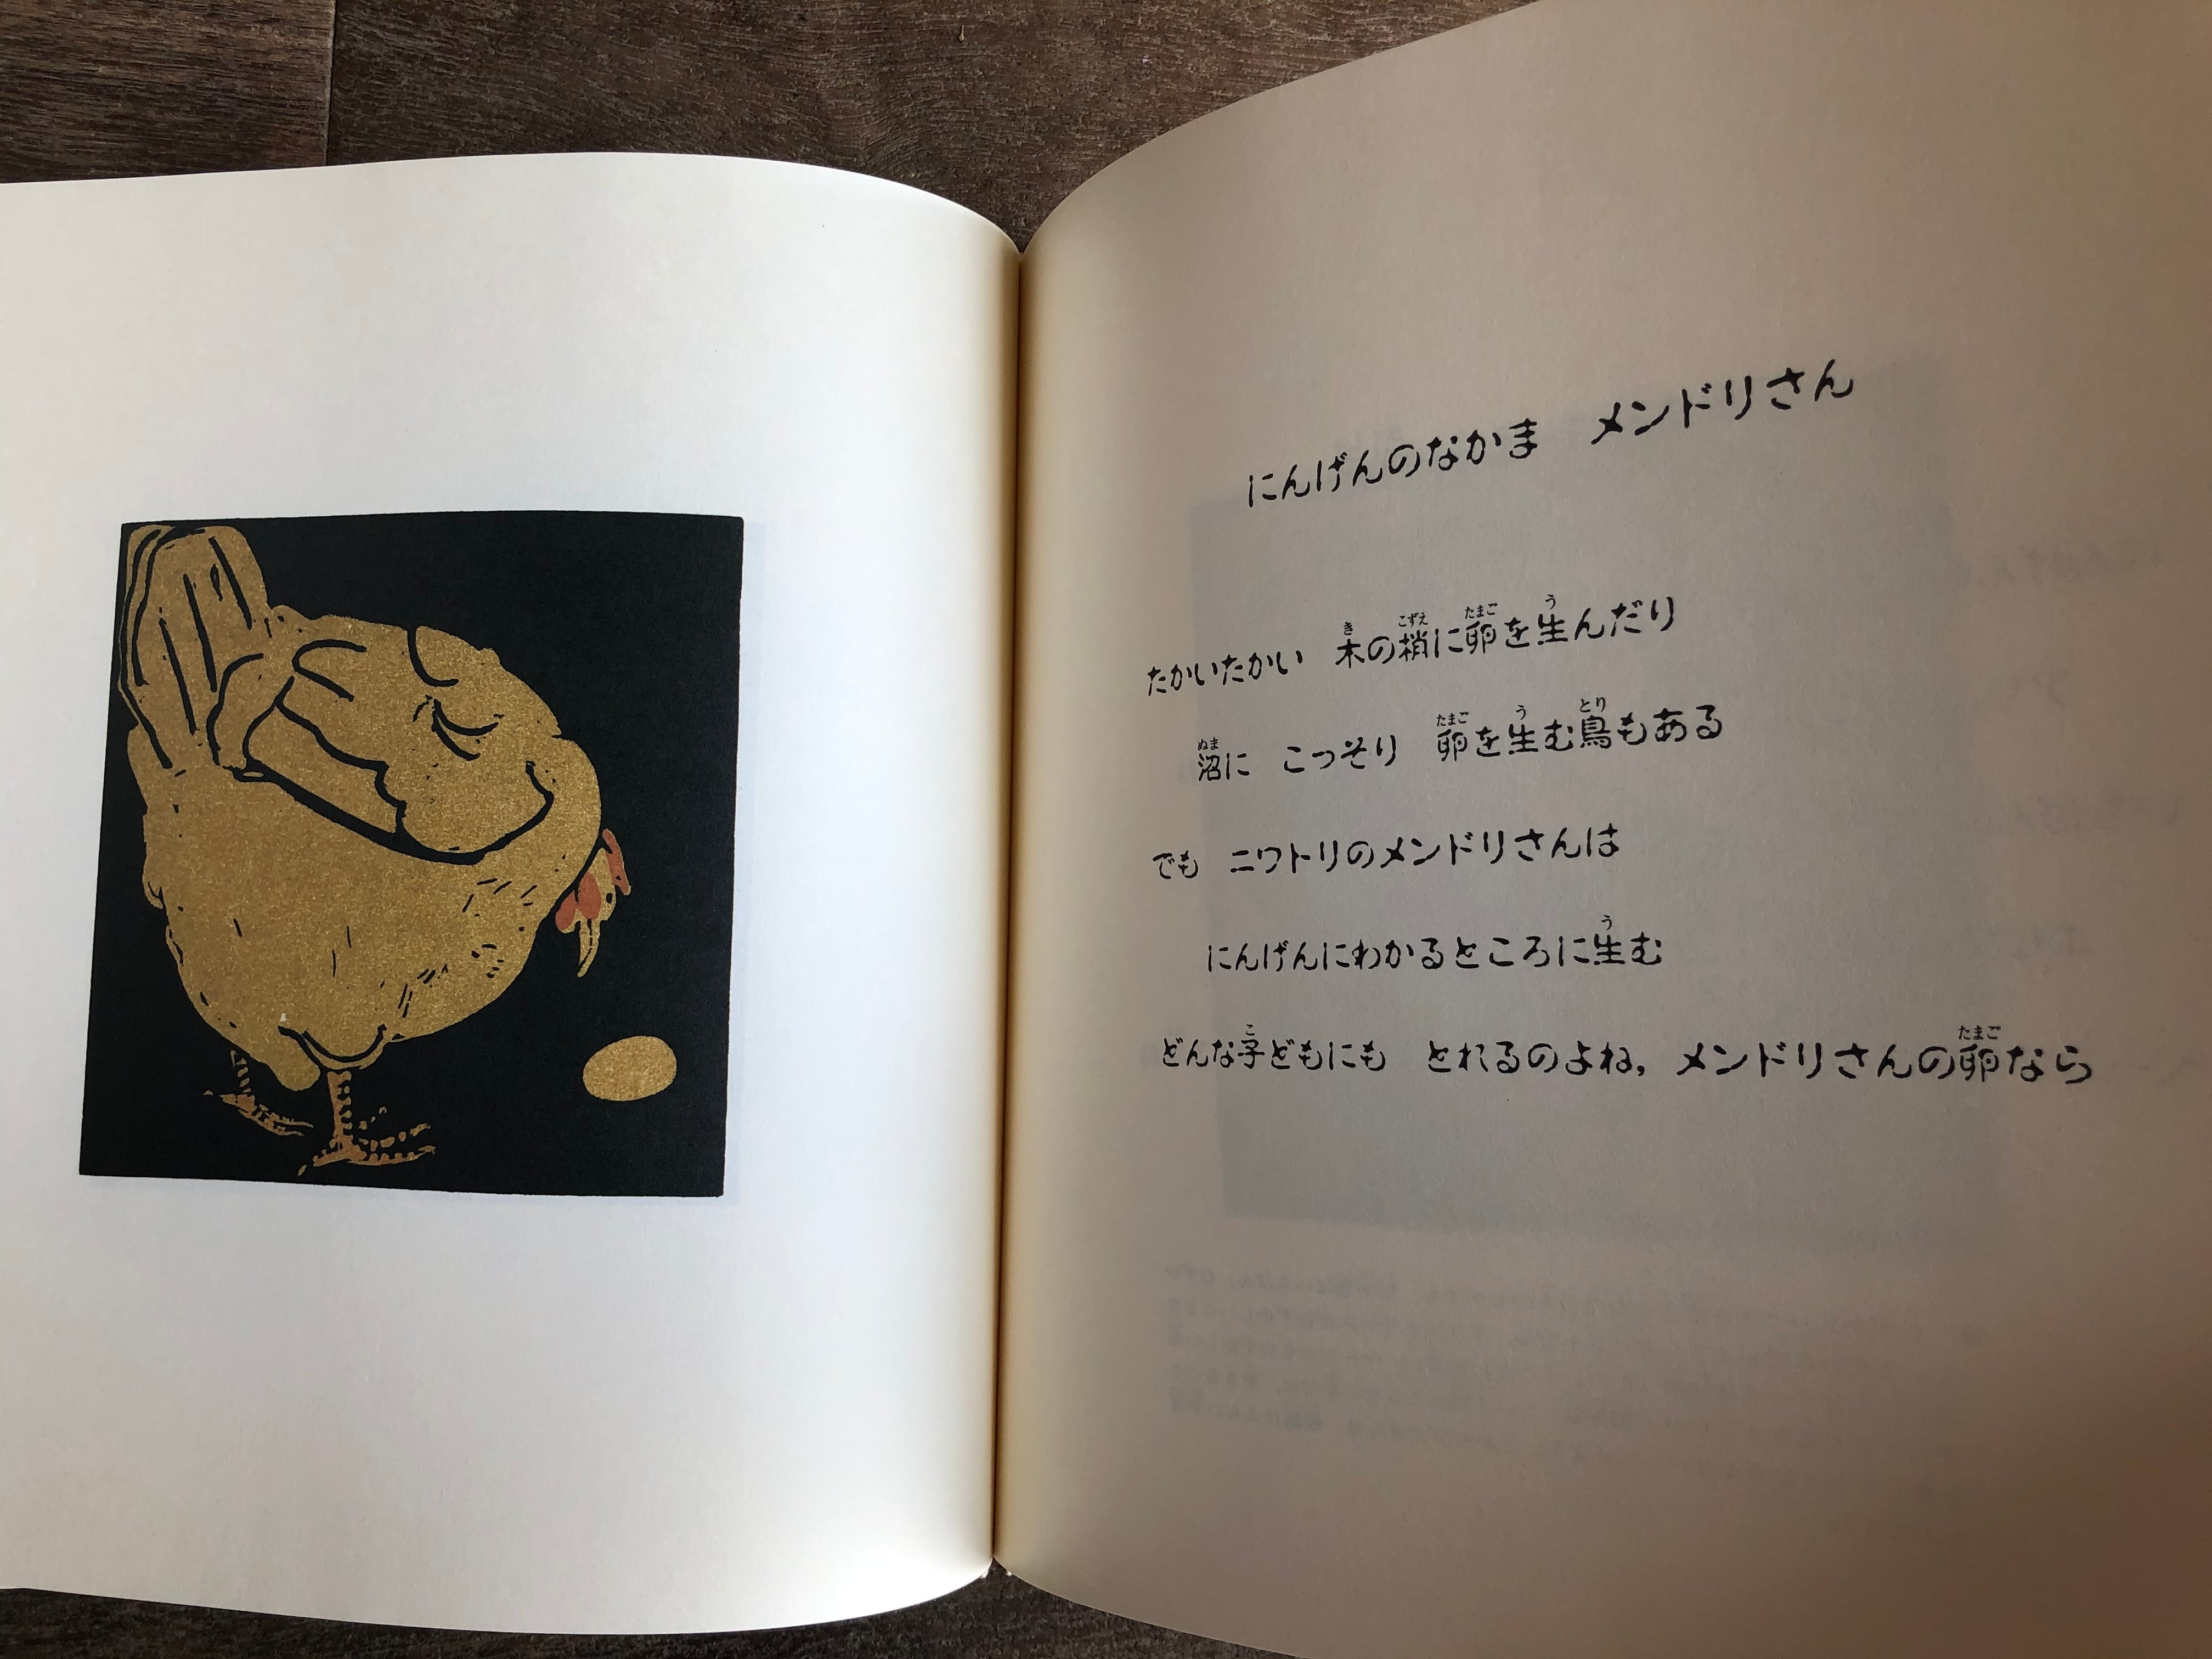 にんげんのなかま　メンドリさん
たかいたかい　木の梢に卵を生んだり
沼に　こっそり　卵を生む鳥もある
でも　ニワトリのメンドリさんは
にんげんにわかるところに生む
どんな子どもにも　とれるのよね，メンドリさんの卵なら